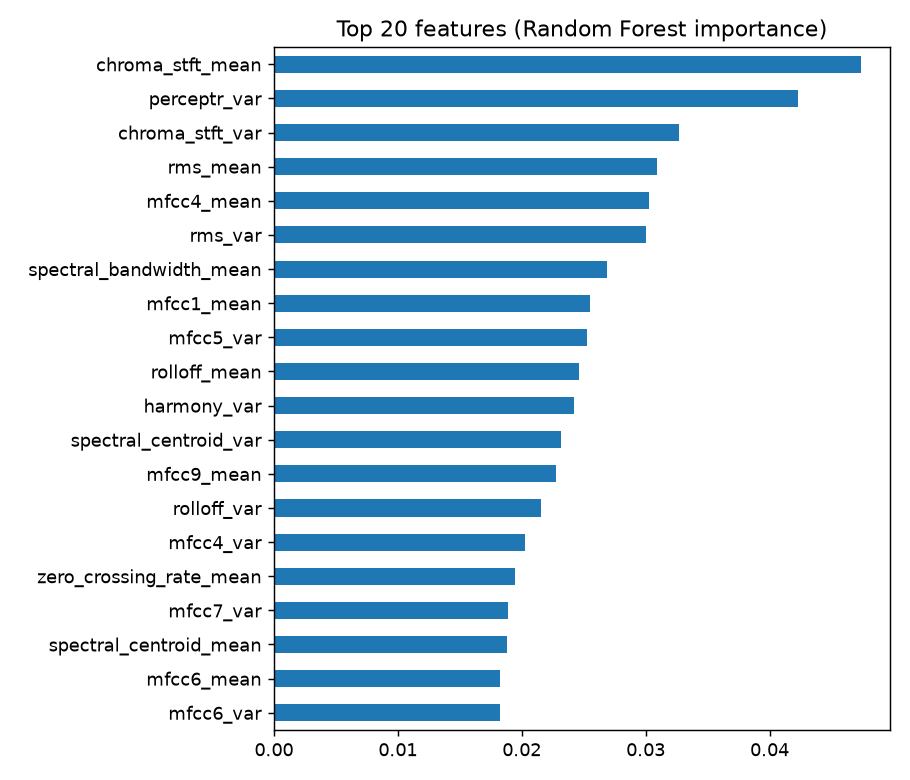 Top 20 features (Random Forest importance)
chroma_stft_mean
perceptr_var
chroma_stft_var
rms_mean
mfcc4_mean
rms_var
spectral_bandwidth_mean
mfcc1_mean
mfcc5_var
rolloff_mean
harmony_var
spectral_centroid_var
mfcc9_mean
rolloff_var
mfcc4_var
zero_crossing_rate_mean
mfcc7_var
spectral_centroid_mean
mfcc6_mean
mfcc6_var
0.00 0.01 0.02 0.03 0.04